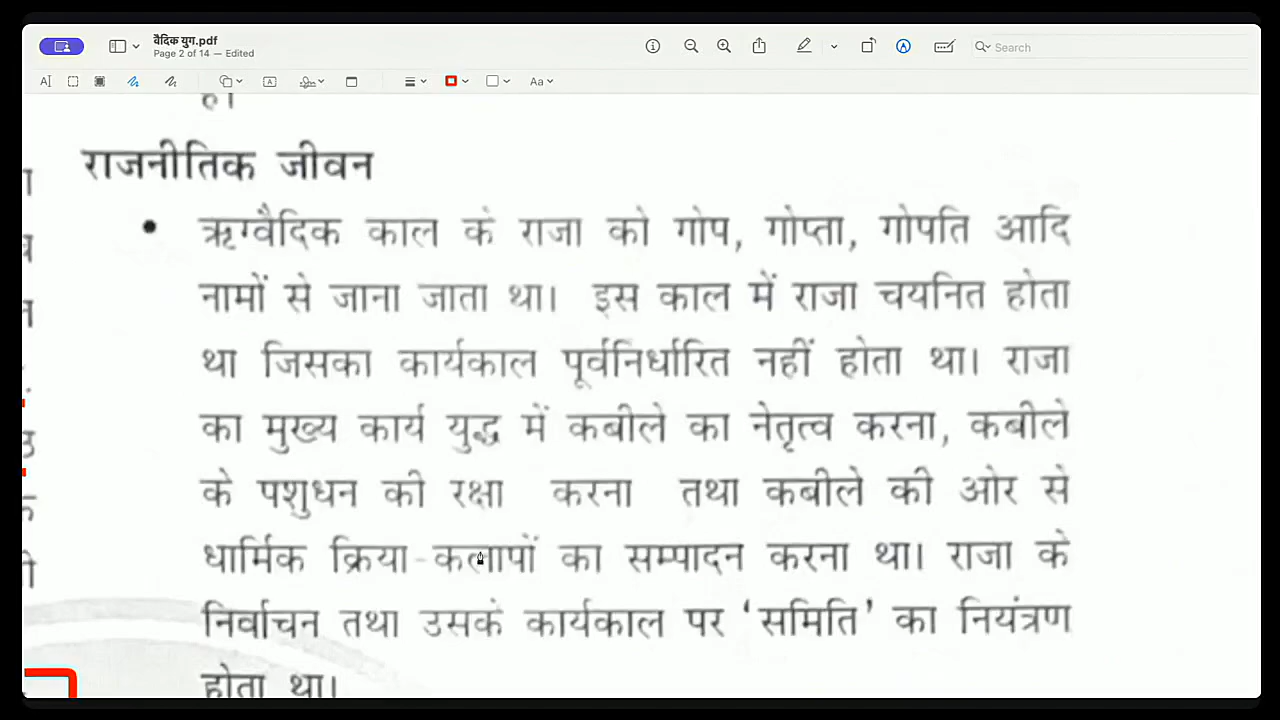 वैदिक युग.pdf
Page 2 of 14 — Edited
Search
Aa
राजनीतिक जीवन
• ऋग्वैदिक काल के राजा को गोप, गोप्ता, गोपति आदि
नामों से जाना जाता था। इस काल में राजा चयनित होता
था जिसका कार्यकाल पूर्वनिर्धारित नहीं होता था। राजा
का मुख्य कार्य युद्ध में कबीले का नेतृत्व करना, कबीले
के पशुधन की रक्षा करना तथा कबीले की ओर से
धार्मिक क्रिया-कलापों का सम्पादन करना था। राजा के
निर्वाचन तथा उसके कार्यकाल पर ‘समिति’ का नियंत्रण
होता था।